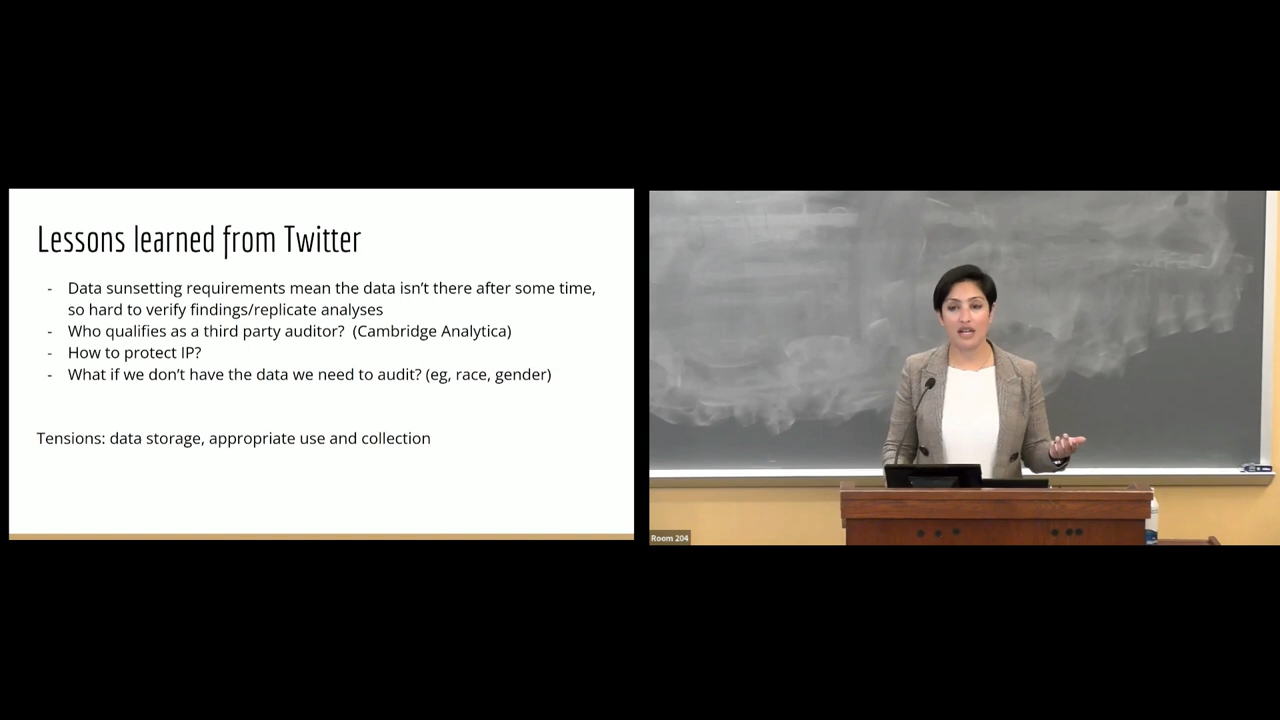 Lessons learned from Twitter
- Data sunsetting requirements mean the data isn't there after some time,
so hard to verify findings/replicate analyses
- Who qualifies as a third party auditor?  (Cambridge Analytica)
- How to protect IP?
- What if we don't have the data we need to audit? (eg, race, gender)
Tensions: data storage, appropriate use and collection
Room 204